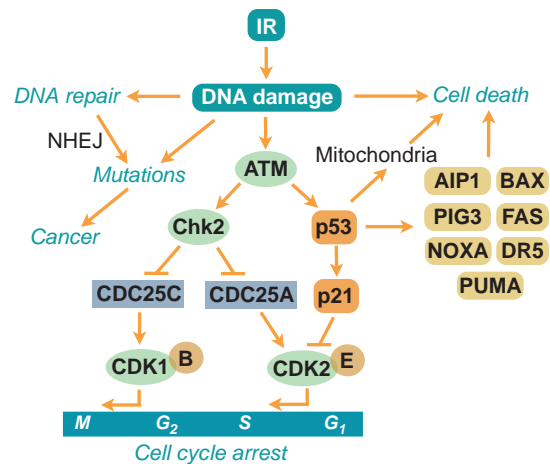 IR
DNA repair
DNA damage
Cell death
NHEJ
Mutations
ATM
Mitochondria
AIP1
BAX
Cancer
Chk2
p53
PIG3
FAS
NOXA
DR5
CDC25C
CDC25A
p21
PUMA
CDK1
B
CDK2
E
M
G2
S
G1
Cell cycle arrest